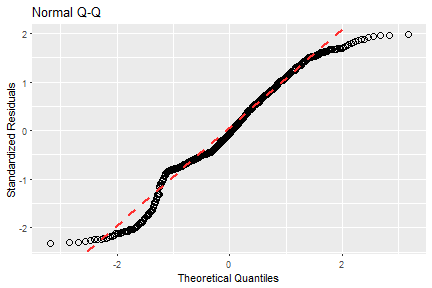 Normal Q-Q
2
1
0
-1
-2
Standardized Residuals
-2
0
2
Theoretical Quantiles